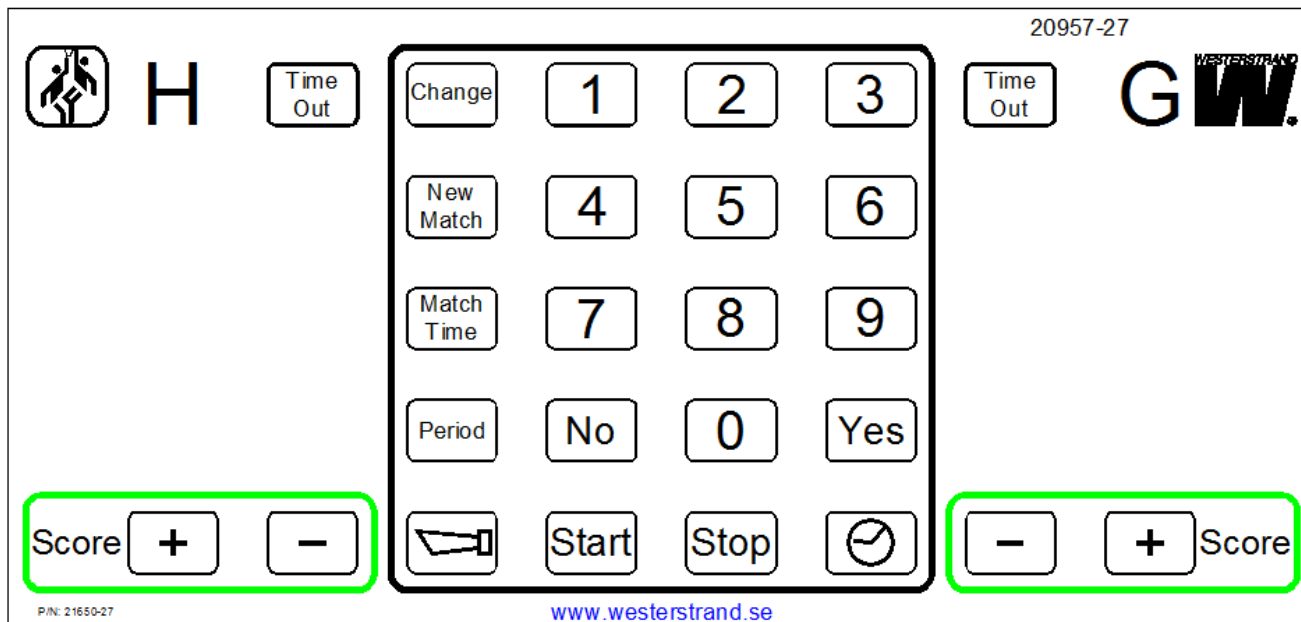 20957-27
H
Time
Out
Change
1
2
3
Time
Out
G
WESTERSTRAND
W.
®
New
Match
4
5
6
Match
Time
7
8
9
Period
No
0
Yes
Score
+
-
Start
Stop
-
+
Score
P/N: 21650-27
www.westerstrand.se